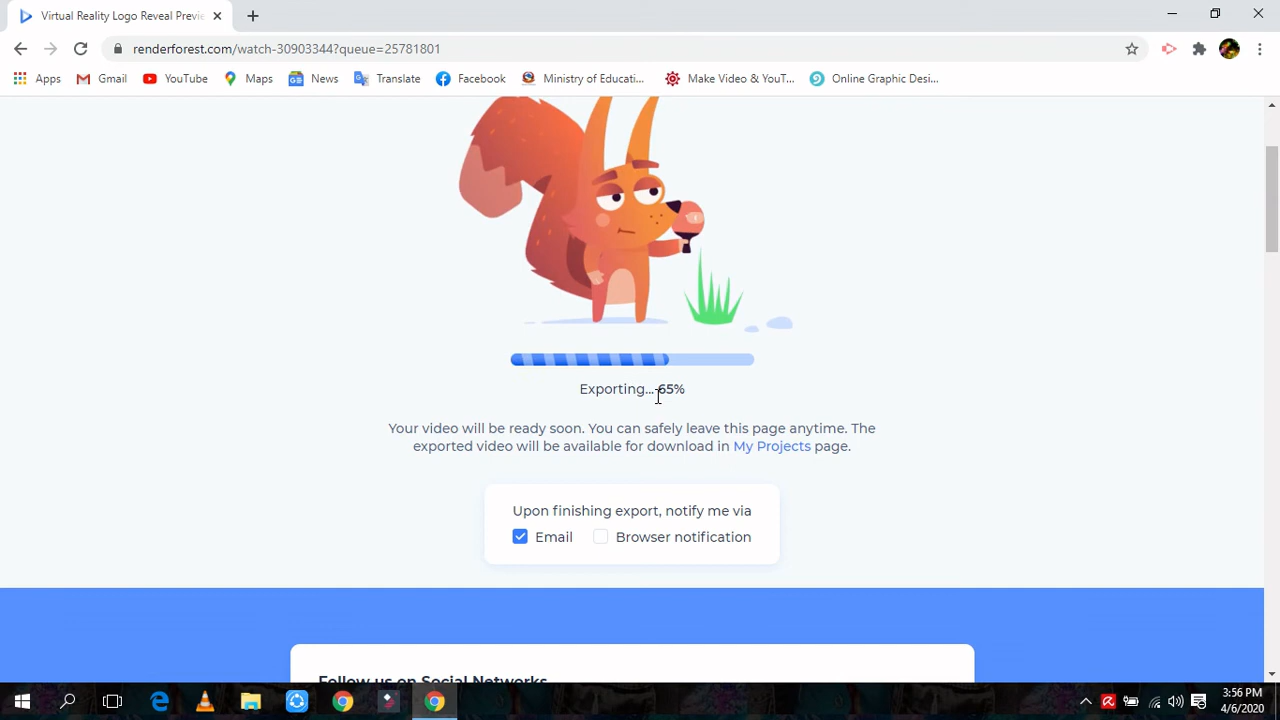 Virtual Reality Logo Reveal Previe
renderforest.com/watch-30903344?queue=25781801
Apps Gmail YouTube Maps News Translate Facebook Ministry of Educati... Make Video & YouT... Online Graphic Desi...
Exporting... 65%
Your video will be ready soon. You can safely leave this page anytime. The
exported video will be available for download in My Projects page.
Upon finishing export, notify me via
Email Browser notification
Follow us on Social Networks
3:56 PM
4/6/2020